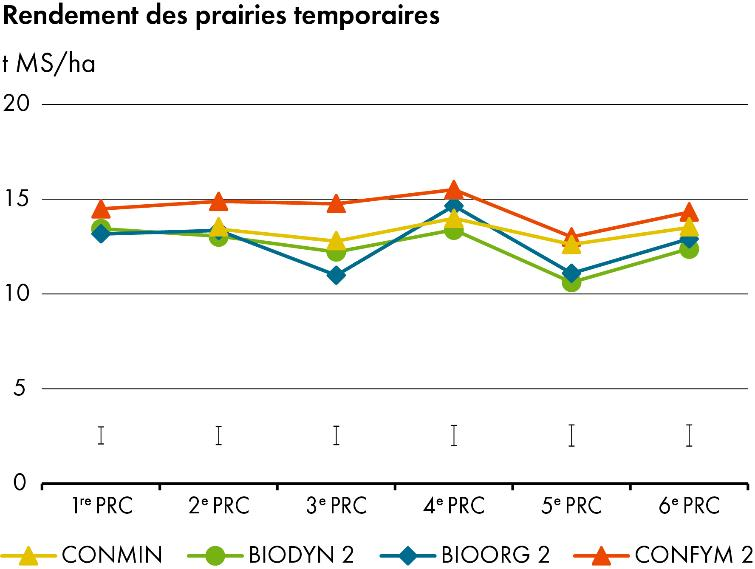 Rendement des prairies temporaires
t MS/ha
20
15
10
5
0
1re PRC 2e PRC 3e PRC 4e PRC 5e PRC 6e PRC
CONMIN BIODYN 2 BIOORG 2 CONFYM 2